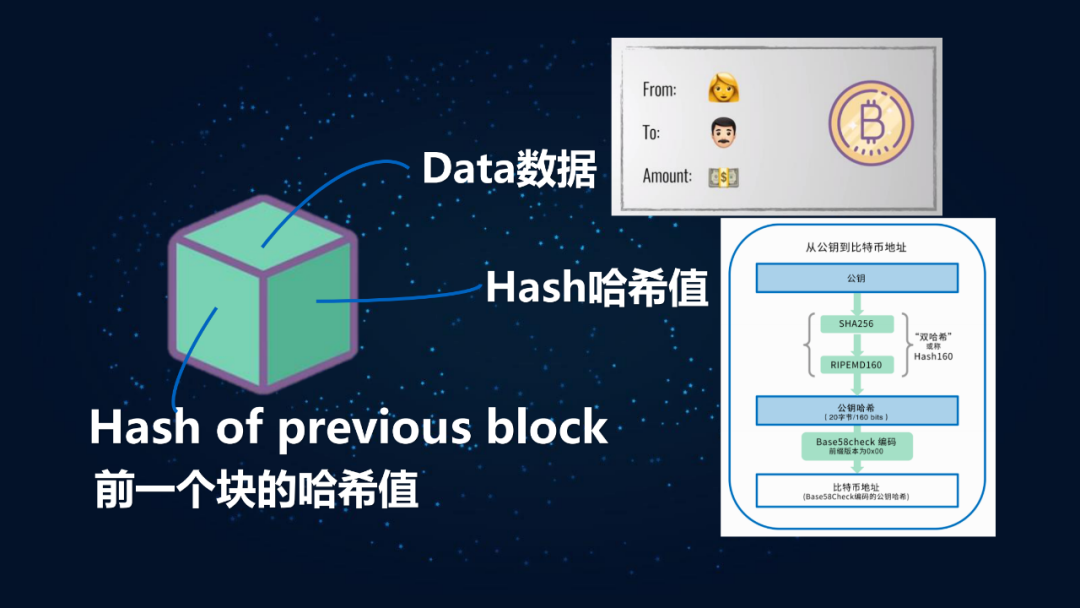 Data数据
Hash哈希值
Hash of previous block
前一个块的哈希值
From:
To:
Amount:
从公钥到比特币地址
公钥
SHA256
RIPEMD160
“双哈希”
或称
Hash160
公钥哈希
(20字节/160 bits)
Base58check 编码
前缀版本为0x00
比特币地址
(Base58Check编码的公钥哈希)